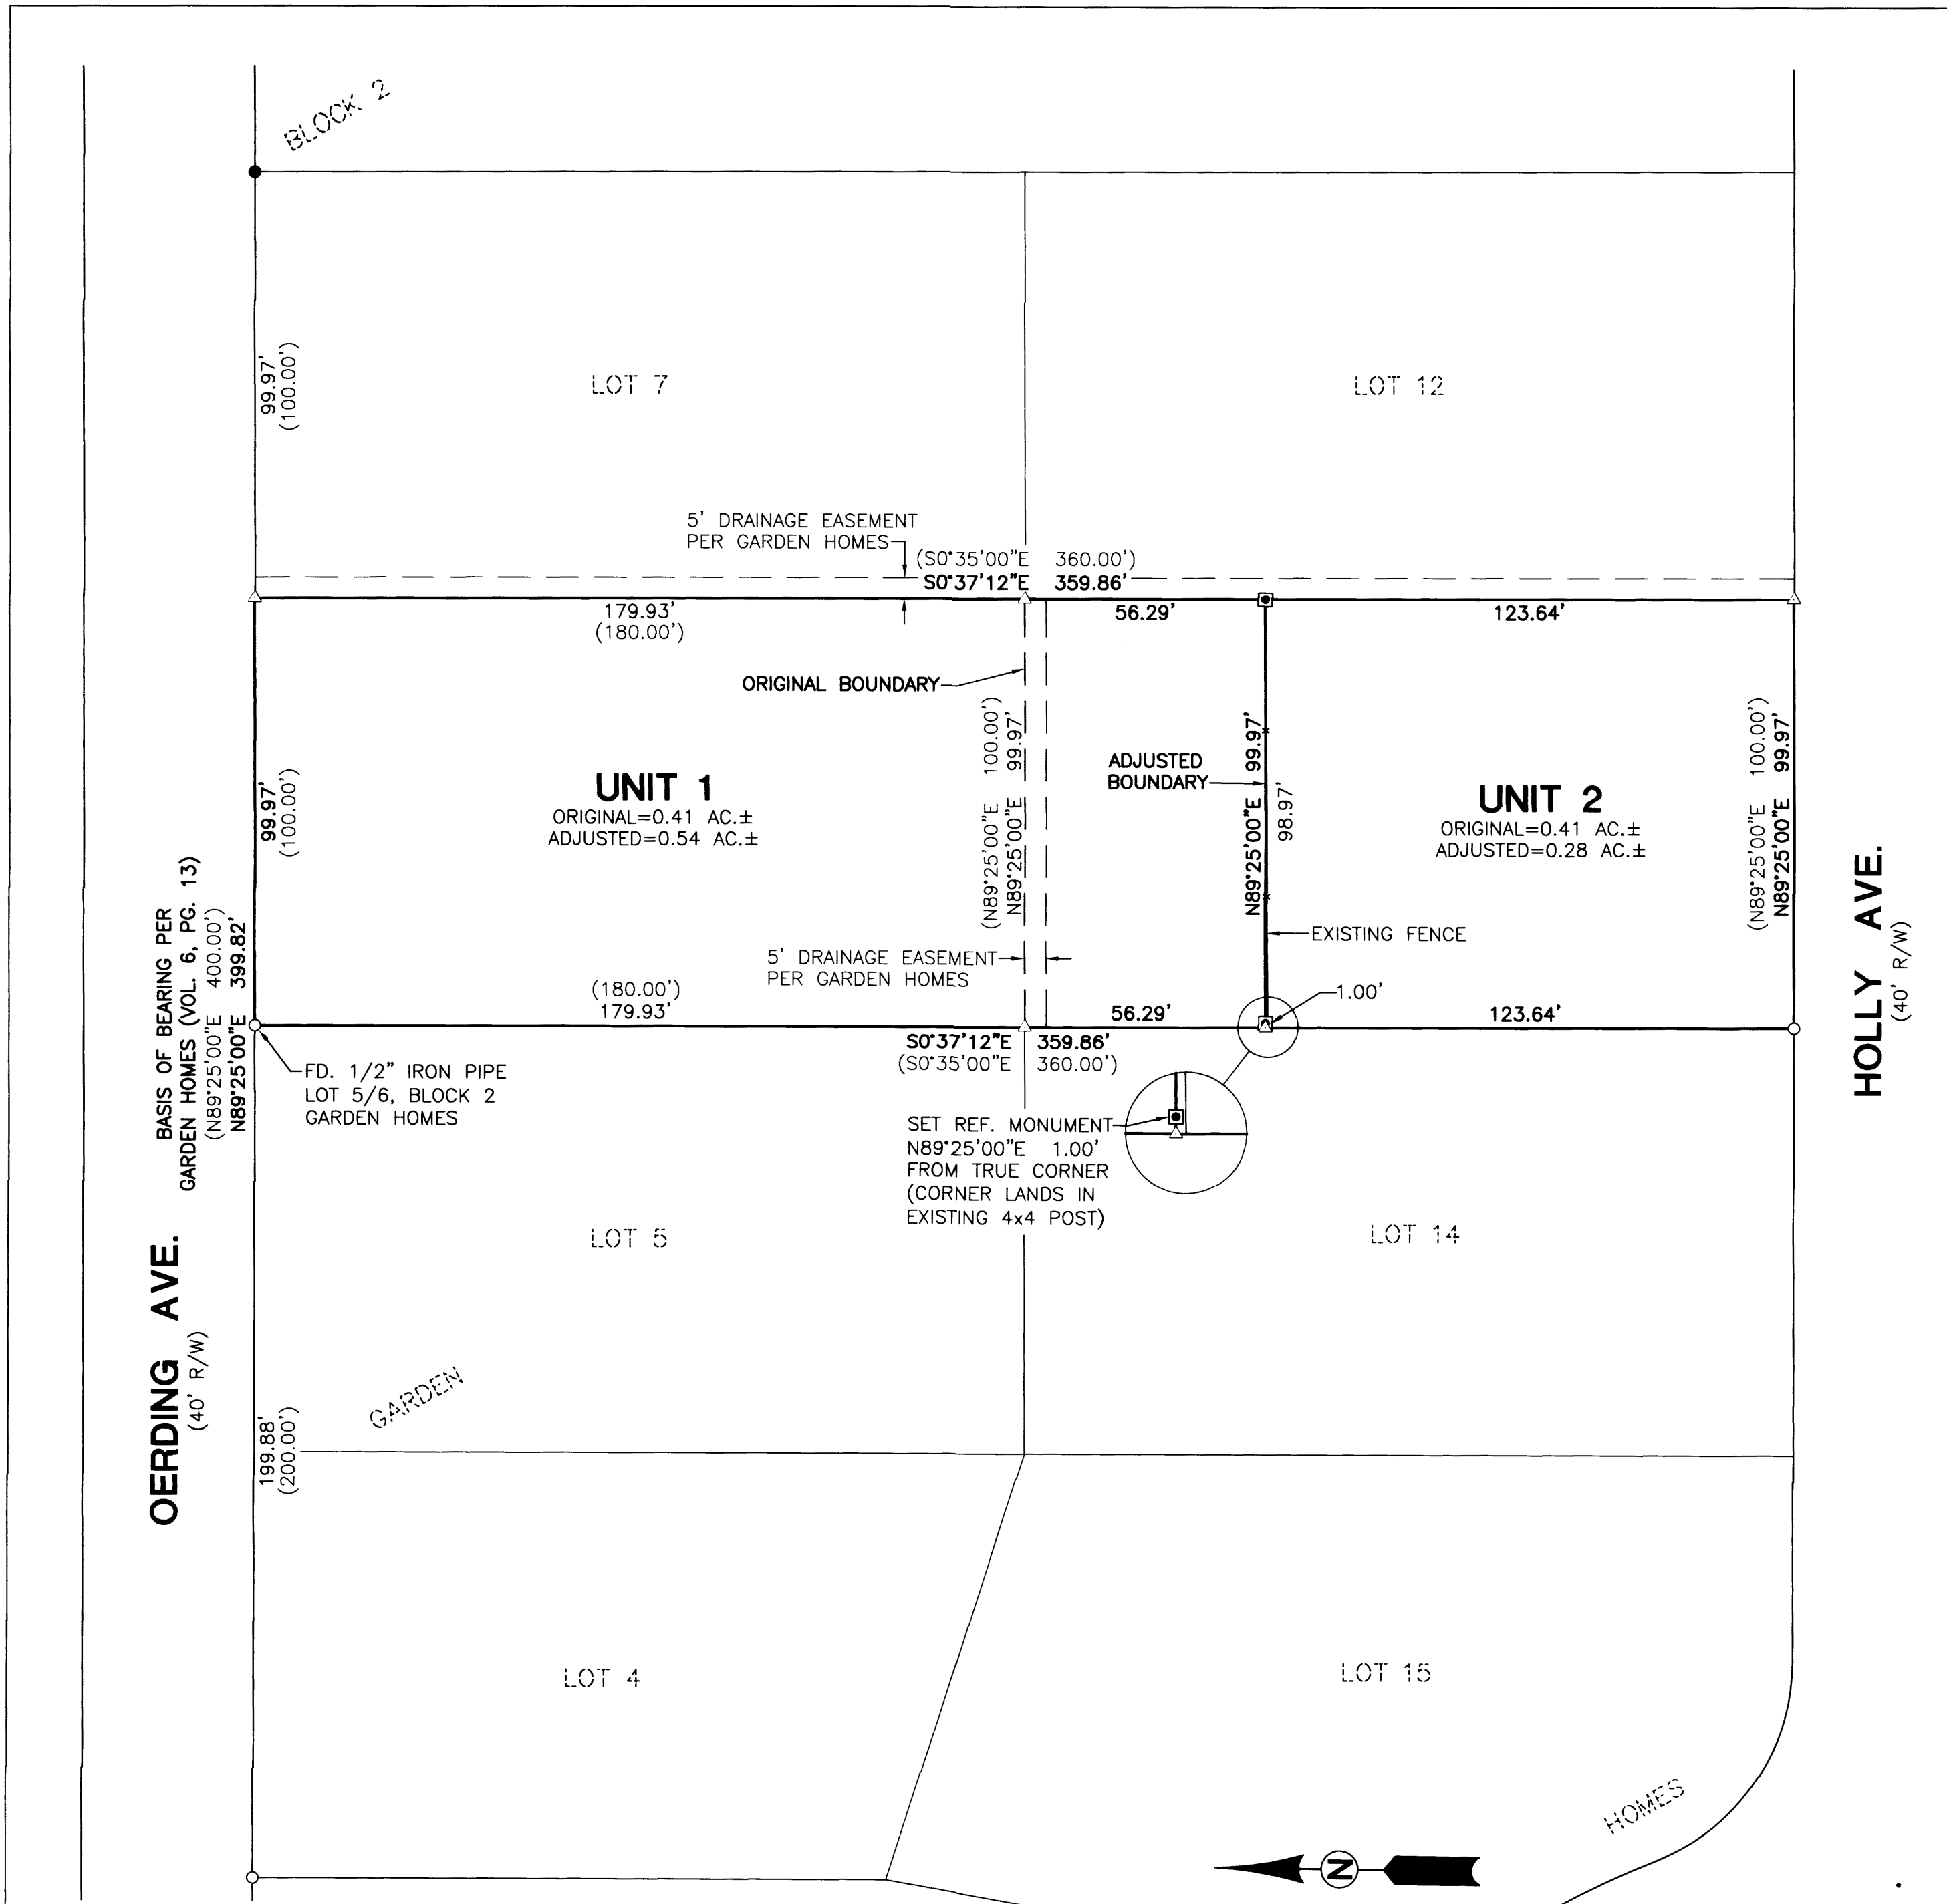 BLOCK 2
99.97'
(100.00')
LOT 7
LOT 12
5' DRAINAGE EASEMENT
PER GARDEN HOMES
(S0°35'00"E 360.00')
S0°37'12"E 359.86'
179.93'
(180.00')
56.29'
123.64'
ORIGINAL BOUNDARY
(N89°25'00"E 100.00')
N89°25'00"E 99.97'
ADJUSTED
BOUNDARY
N89°25'00"E 99.97'
98.97'
(N89°25'00"E 100.00')
N89°25'00"E 99.97'
99.97'
(100.00')
UNIT 1
ORIGINAL=0.41 AC.±
ADJUSTED=0.54 AC.±
UNIT 2
ORIGINAL=0.41 AC.±
ADJUSTED=0.28 AC.±
BASIS OF BEARING PER
GARDEN HOMES (VOL. 6, PG. 13)
(N89°25'00"E 400.00')
N89°25'00"E 399.82'
HOLLY AVE.
(40' R/W)
EXISTING FENCE
5' DRAINAGE EASEMENT
PER GARDEN HOMES
(180.00')
179.93'
56.29'
1.00'
123.64'
S0°37'12"E 359.86'
(S0°35'00"E 360.00')
FD. 1/2" IRON PIPE
LOT 5/6, BLOCK 2
GARDEN HOMES
SET REF. MONUMENT
N89°25'00"E 1.00'
FROM TRUE CORNER
(CORNER LANDS IN
EXISTING 4x4 POST)
LOT 5
LOT 14
OERDING AVE.
(40' R/W)
GARDEN
199.88'
(200.00')
LOT 4
LOT 15
HOMES
N